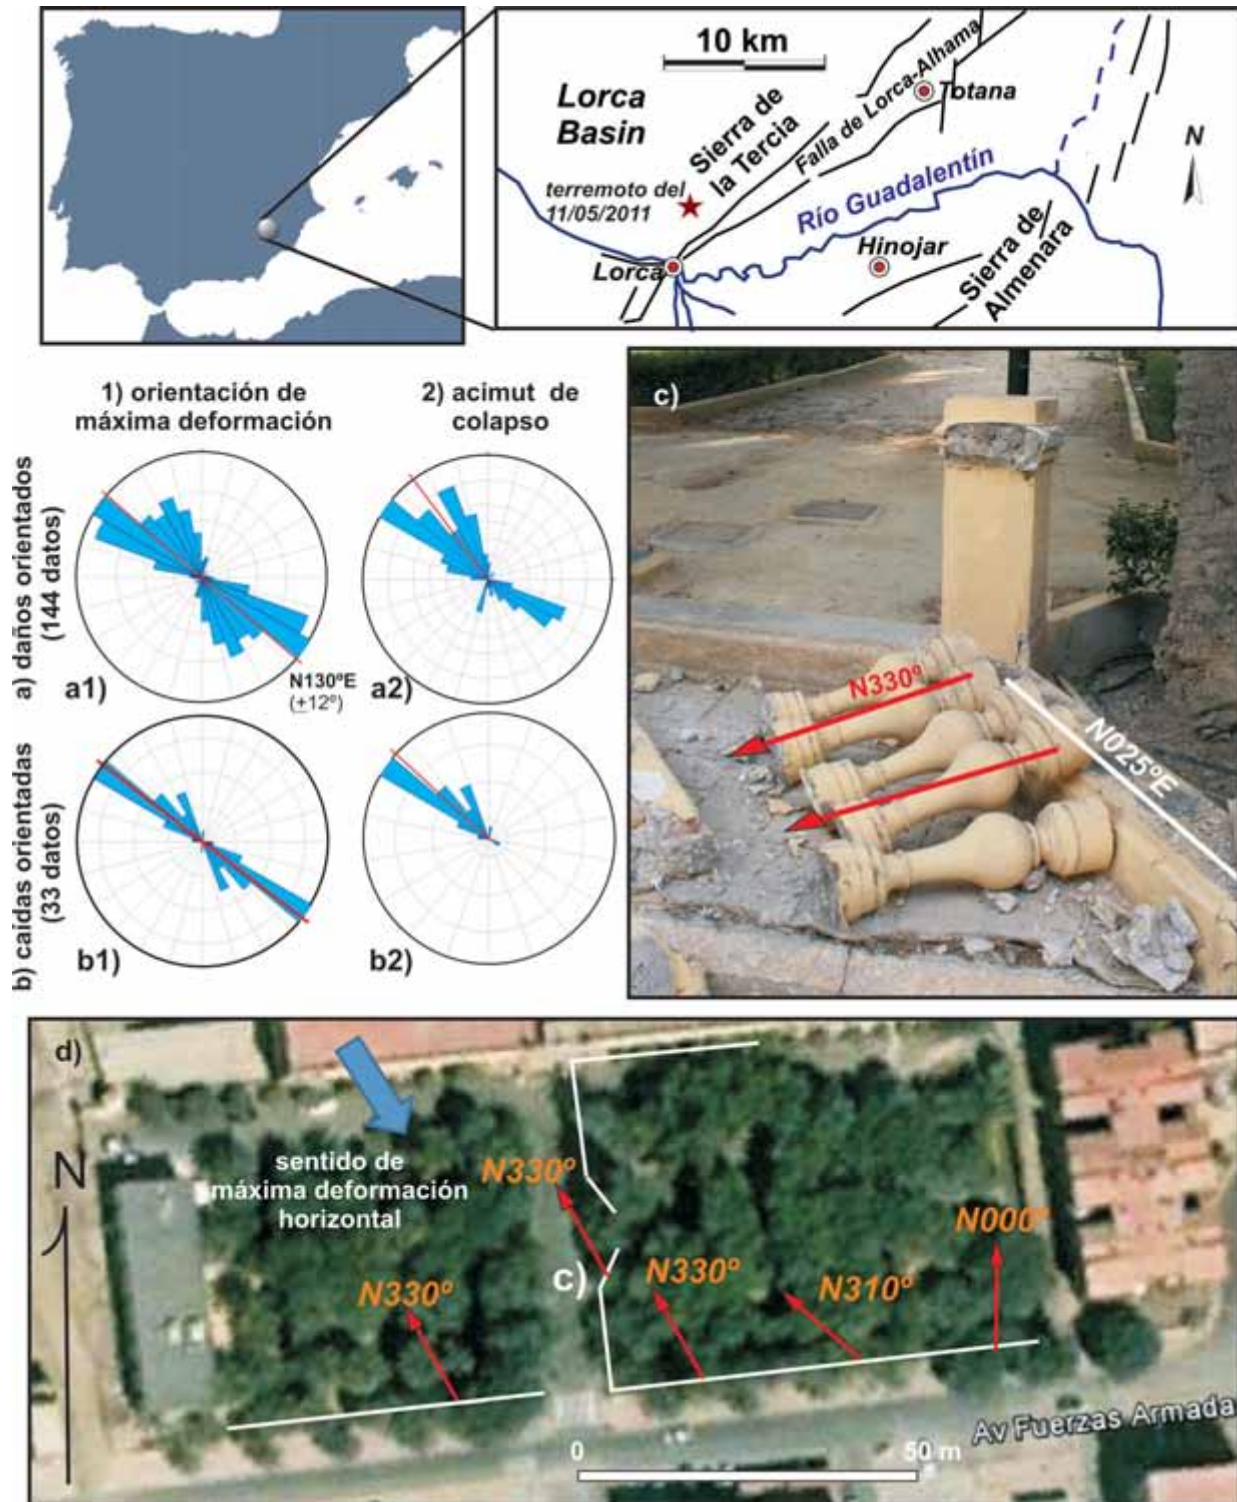 10 km
Lorca
Basin
Sierra de
la Tercia
Falla de Lorca-Alhama
Totana
N
terremoto del
11/05/2011
Río Guadalentín
Lorca
Hinojar
Sierra de
Almenara
1) orientación de
máxima deformación
2) acimut de
colapso
a) daños orientados
(144 datos)
a1)
N130ºE
(±12º)
a2)
b) caídas orientadas
(33 datos)
b1)
b2)
c)
N330º
N025ºE
d)
N
sentido de
máxima deformación
horizontal
N330º
N000º
c)
N330º
N310º
N330º
Av Fuerzas Armada
0
50 m